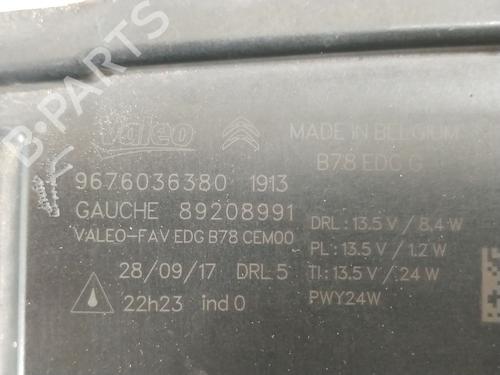 Valeo
MADE IN BELGIUM
B78 EDC G
9676036380 1913
GAUCHE 89208991
VALEO-FAV EDG B78 CEM00
DRL : 13.5 V / 8.4 W
PL : 13.5 V / 1.2 W
TI : 13.5 V / 24 W
PWY24W
28/09/17 DRL 5
22h23 ind 0
B-PARTS